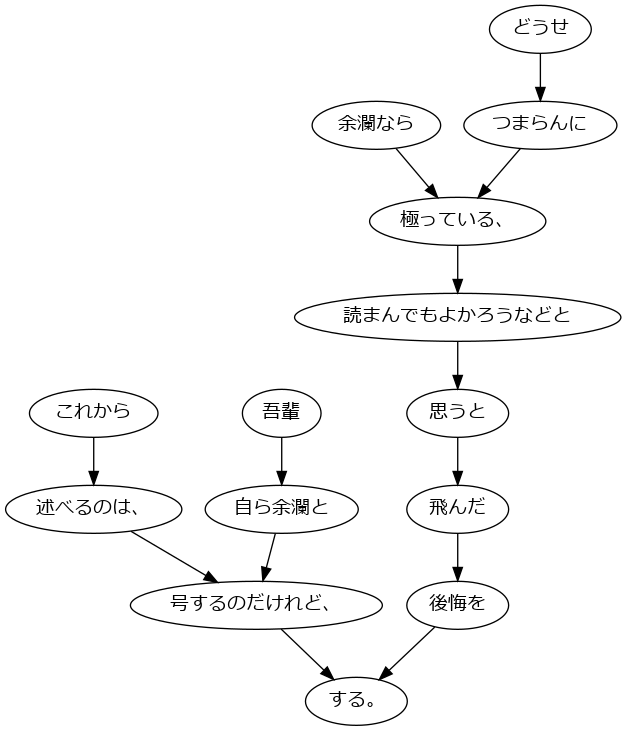 どうせ
余瀾なら
つまらんに
極っている、
読まんでもよかろうなどと
これから
吾輩
思うと
述べるのは、
自ら余瀾と
飛んだ
号するのだけれど、
後悔を
する。